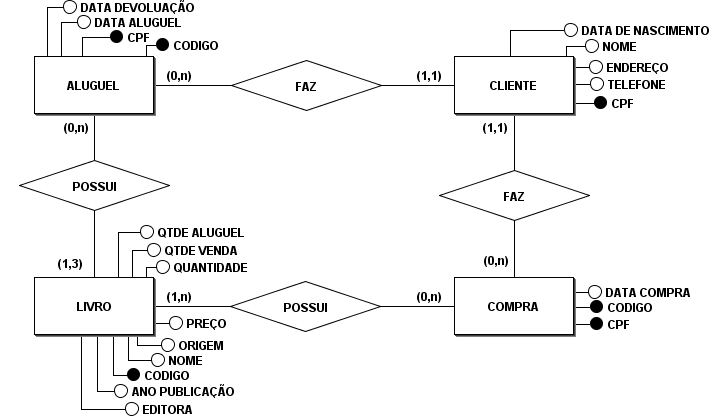 DATA DEVOLUAÇÃO
DATA ALUGUEL
CPF
CODIGO
DATA DE NASCIMENTO
NOME
ENDEREÇO
TELEFONE
CPF
ALUGUEL
(0,n)
FAZ
(1,1)
CLIENTE
(0,n)
(1,1)
POSSUI
FAZ
QTDE ALUGUEL
QTDE VENDA
QUANTIDADE
(1,3)
(0,n)
LIVRO
(1,n)
POSSUI
(0,n)
COMPRA
DATA COMPRA
CODIGO
CPF
PREÇO
ORIGEM
NOME
CODIGO
ANO PUBLICAÇÃO
EDITORA